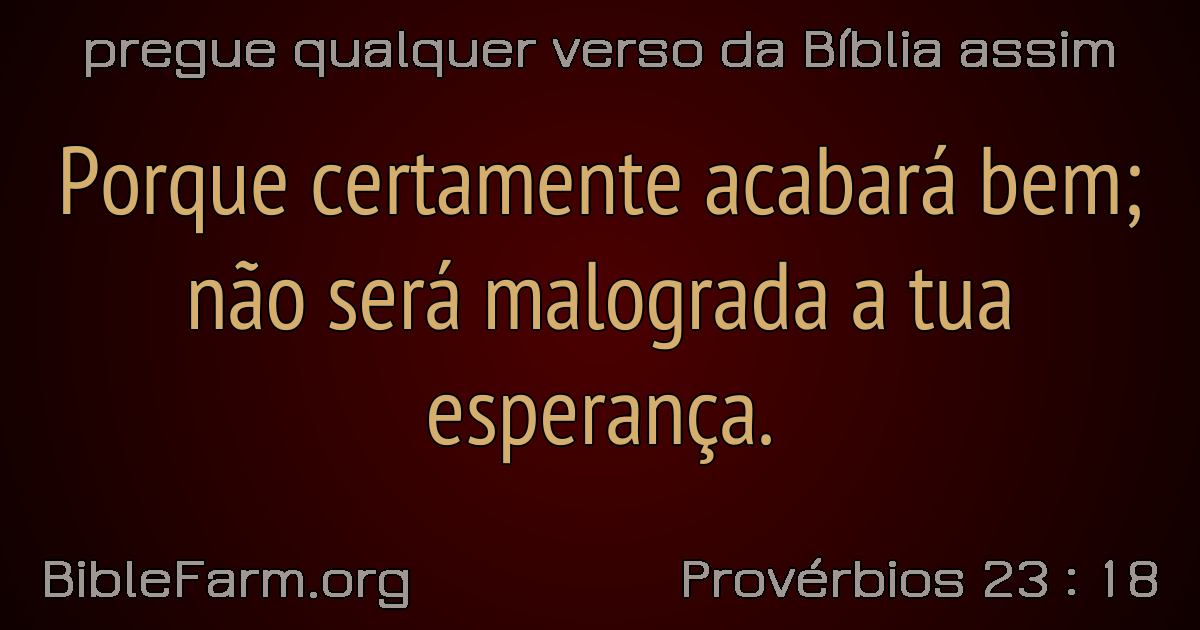 pregue qualquer verso da Bíblia assim
Porque certamente acabará bem;
não será malograda a tua
esperança.
BibleFarm.org
Provérbios 23 : 18